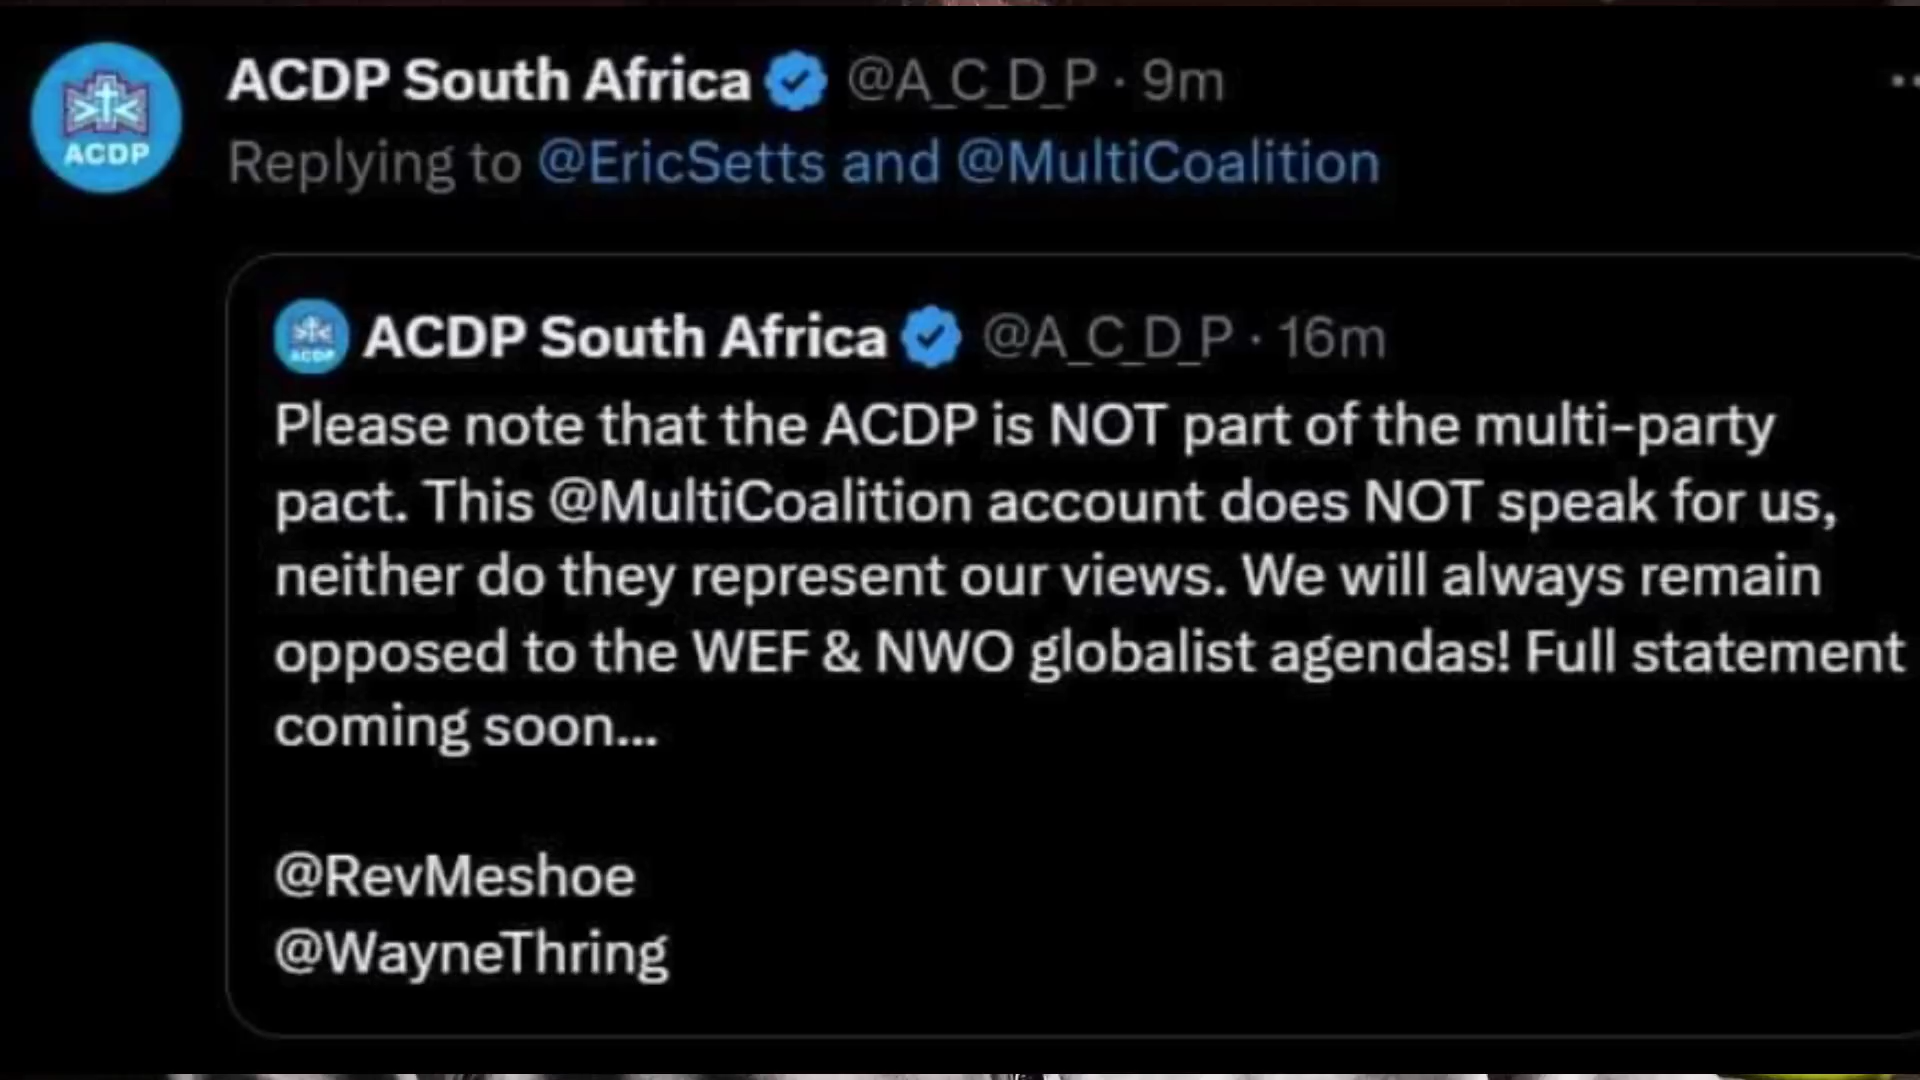 ACDP South Africa @A_C_D_P · 9m
Replying to @EricSetts and @MultiCoalition
ACDP
ACDP South Africa @A_C_D_P · 16m
ACDP
Please note that the ACDP is NOT part of the multi-party
pact. This @MultiCoalition account does NOT speak for us,
neither do they represent our views. We will always remain
opposed to the WEF & NWO globalist agendas! Full statement
coming soon...
@RevMeshoe
@WayneThring